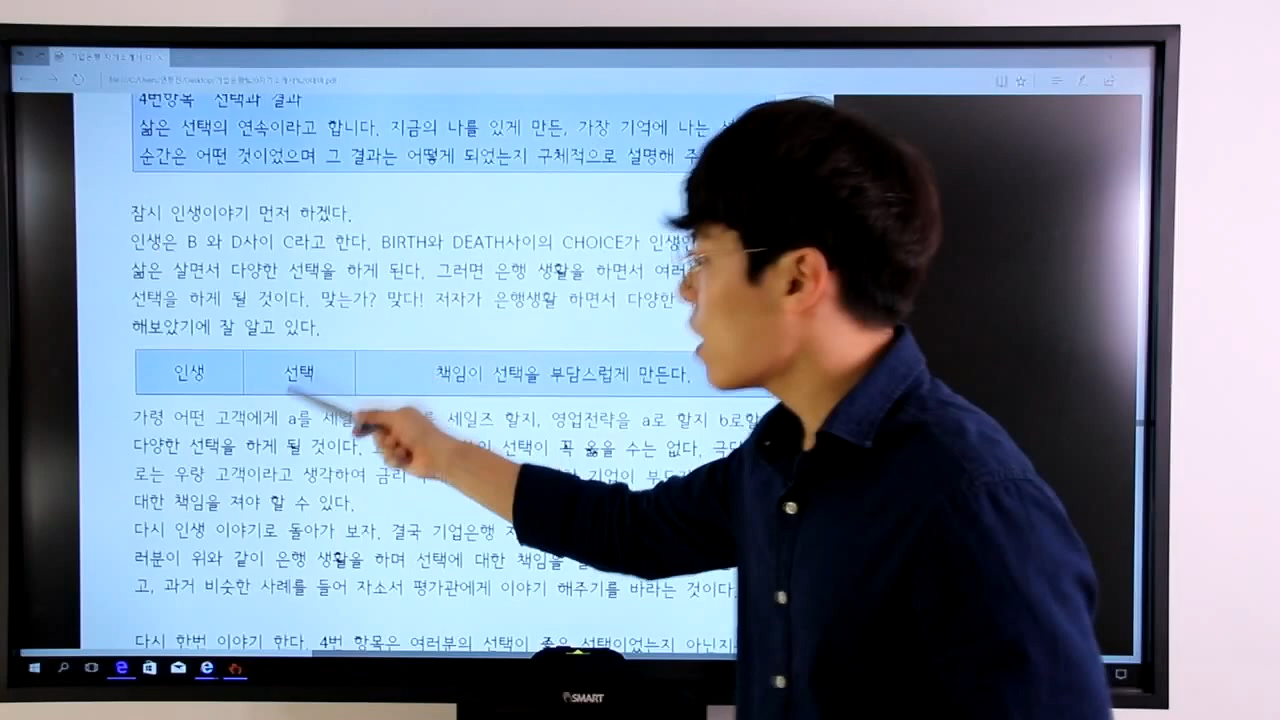 4번항목 선택과 결과
삶은 선택의 연속이라고 합니다. 지금의 나를 있게 만든, 가장 기억에 나는
순간은 어떤 것이었으며 그 결과는 어떻게 되었는지 구체적으로 설명해
잠시 인생이야기 먼저 하겠다.
인생은 B 와 D사이 C라고 한다. BIRTH와 DEATH사이의 CHOICE가
삶은 살면서 다양한 선택을 하게 된다. 그러면 은행 생활을 하면서
선택을 하게 될 것이다. 맞는가? 맞다! 저자가 은행생활 하면서 다양한
해보았기에 잘 알고 있다.
인생 선택 책임이 선택을 부담스럽게 만든다.
가령 어떤 고객에게 a를 세일즈 할지, 영업전략을 a로 할지
다양한 선택을 하게 될 것이다. 선택이 꼭 옳을 수는 없다.
로는 우량 고객이라고 생각하여 금리 기업이
대한 책임을 져야 할 수 있다.
다시 인생 이야기로 돌아가 보자. 결국 기업은행
러분이 위와 같이 은행 생활을 하며 선택에 대한 책임을
고, 과거 비슷한 사례를 들어 자소서 평가관에게 이야기 해주기를 바라는 것이다.
다시 한번 이야기 한다. 4번 항목은 여러분의 선택이 좋은 선택이었는지
SMART